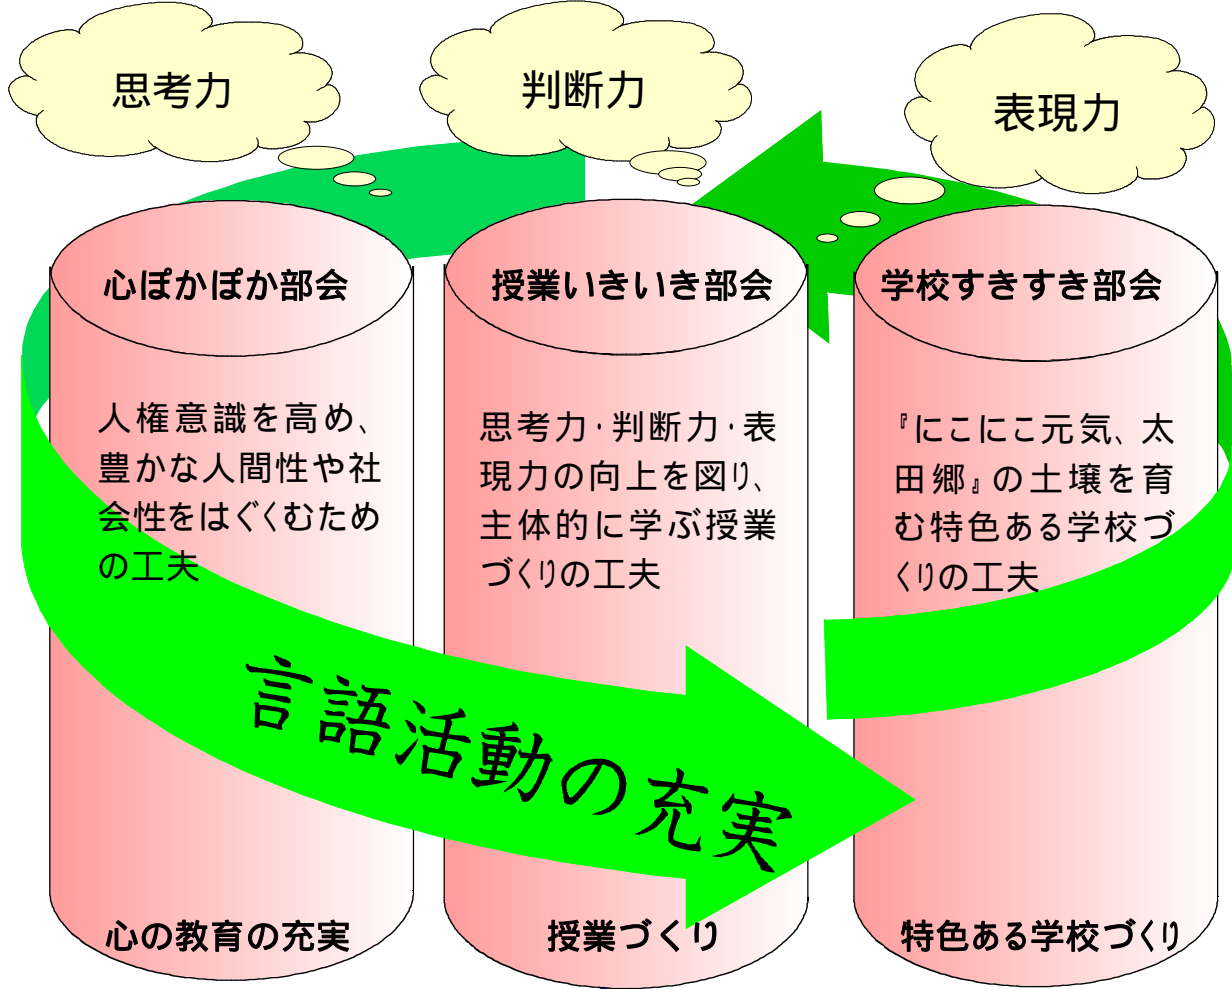 思考力
判断力
表現力
心ぽかぽか部会
人権意識を高め、
豊かな人間性や社
会性をはぐくむため
の工夫
心の教育の充実
授業いきいき部会
思考力・判断力・表
現力の向上を図り、
主体的に学ぶ授業
づくりの工夫
授業づくり
学校すきすき部会
『にこにこ元気、太
田郷』の土壌を育
む特色ある学校づ
くりの工夫
特色ある学校づくり
言語活動の充実